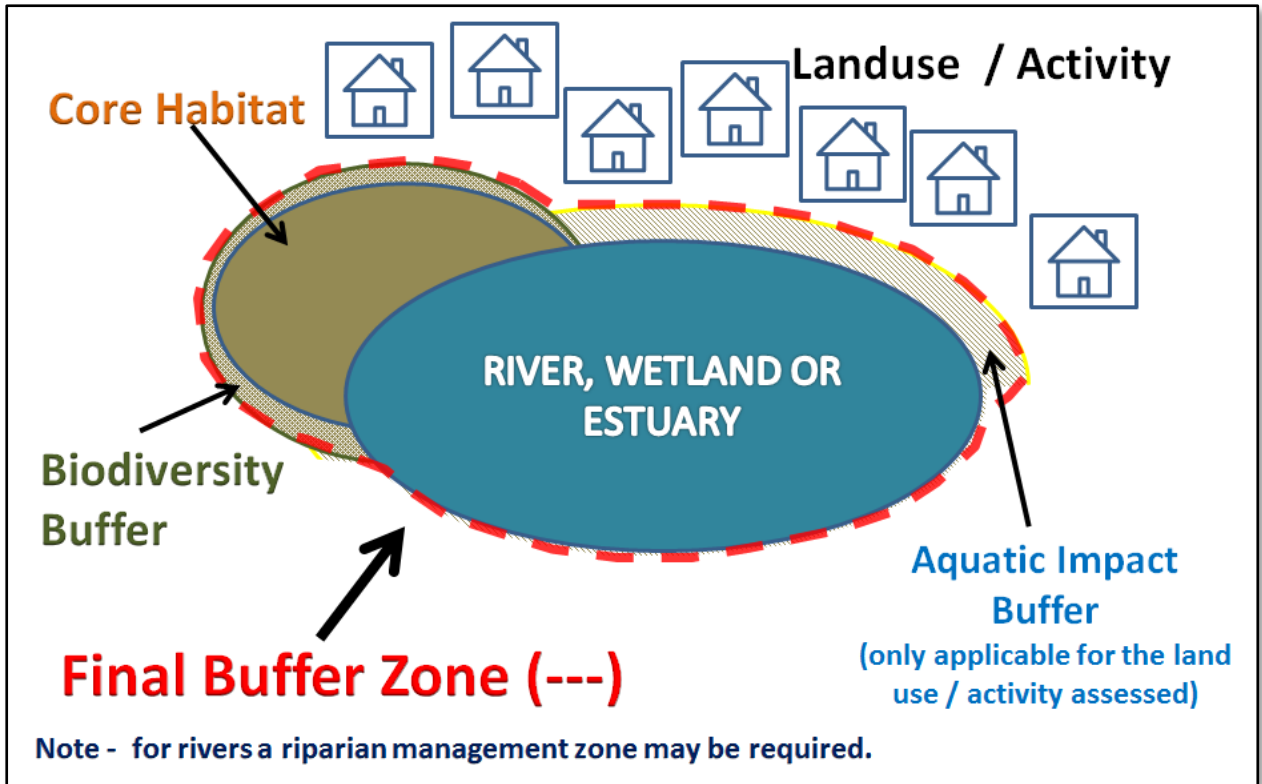 Landuse / Activity
Core Habitat
RIVER, WETLAND OR
ESTUARY
Biodiversity
Buffer
Aquatic Impact
Buffer
(only applicable for the land
use / activity assessed)
Final Buffer Zone (---)
Note - for rivers a riparian management zone may be required.